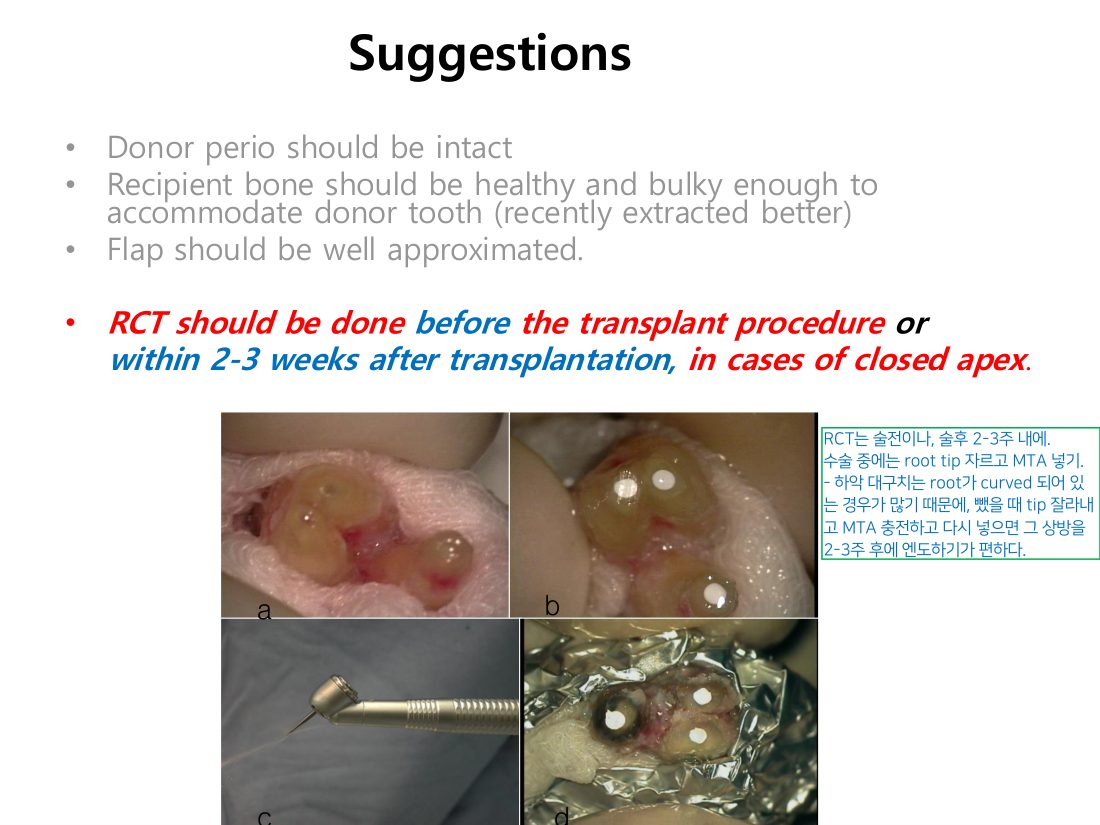 Suggestions
• Donor perio should be intact
• Recipient bone should be healthy and bulky enough to
accommodate donor tooth (recently extracted better)
• Flap should be well approximated.
• RCT should be done before the transplant procedure or
within 2-3 weeks after transplantation, in cases of closed apex.
RCT는 술전이나, 술후 2-3주 내에.
수술 중에는 root tip 자르고 MTA 넣기.
- 하악 대구치는 root가 curved 되어 있
는 경우가 많기 때문에, 뺐을 때 tip 잘라내
고 MTA 충전하고 다시 넣으면 그 상방을
2-3주 후에 엔도하기가 편하다.
a
b
c
d